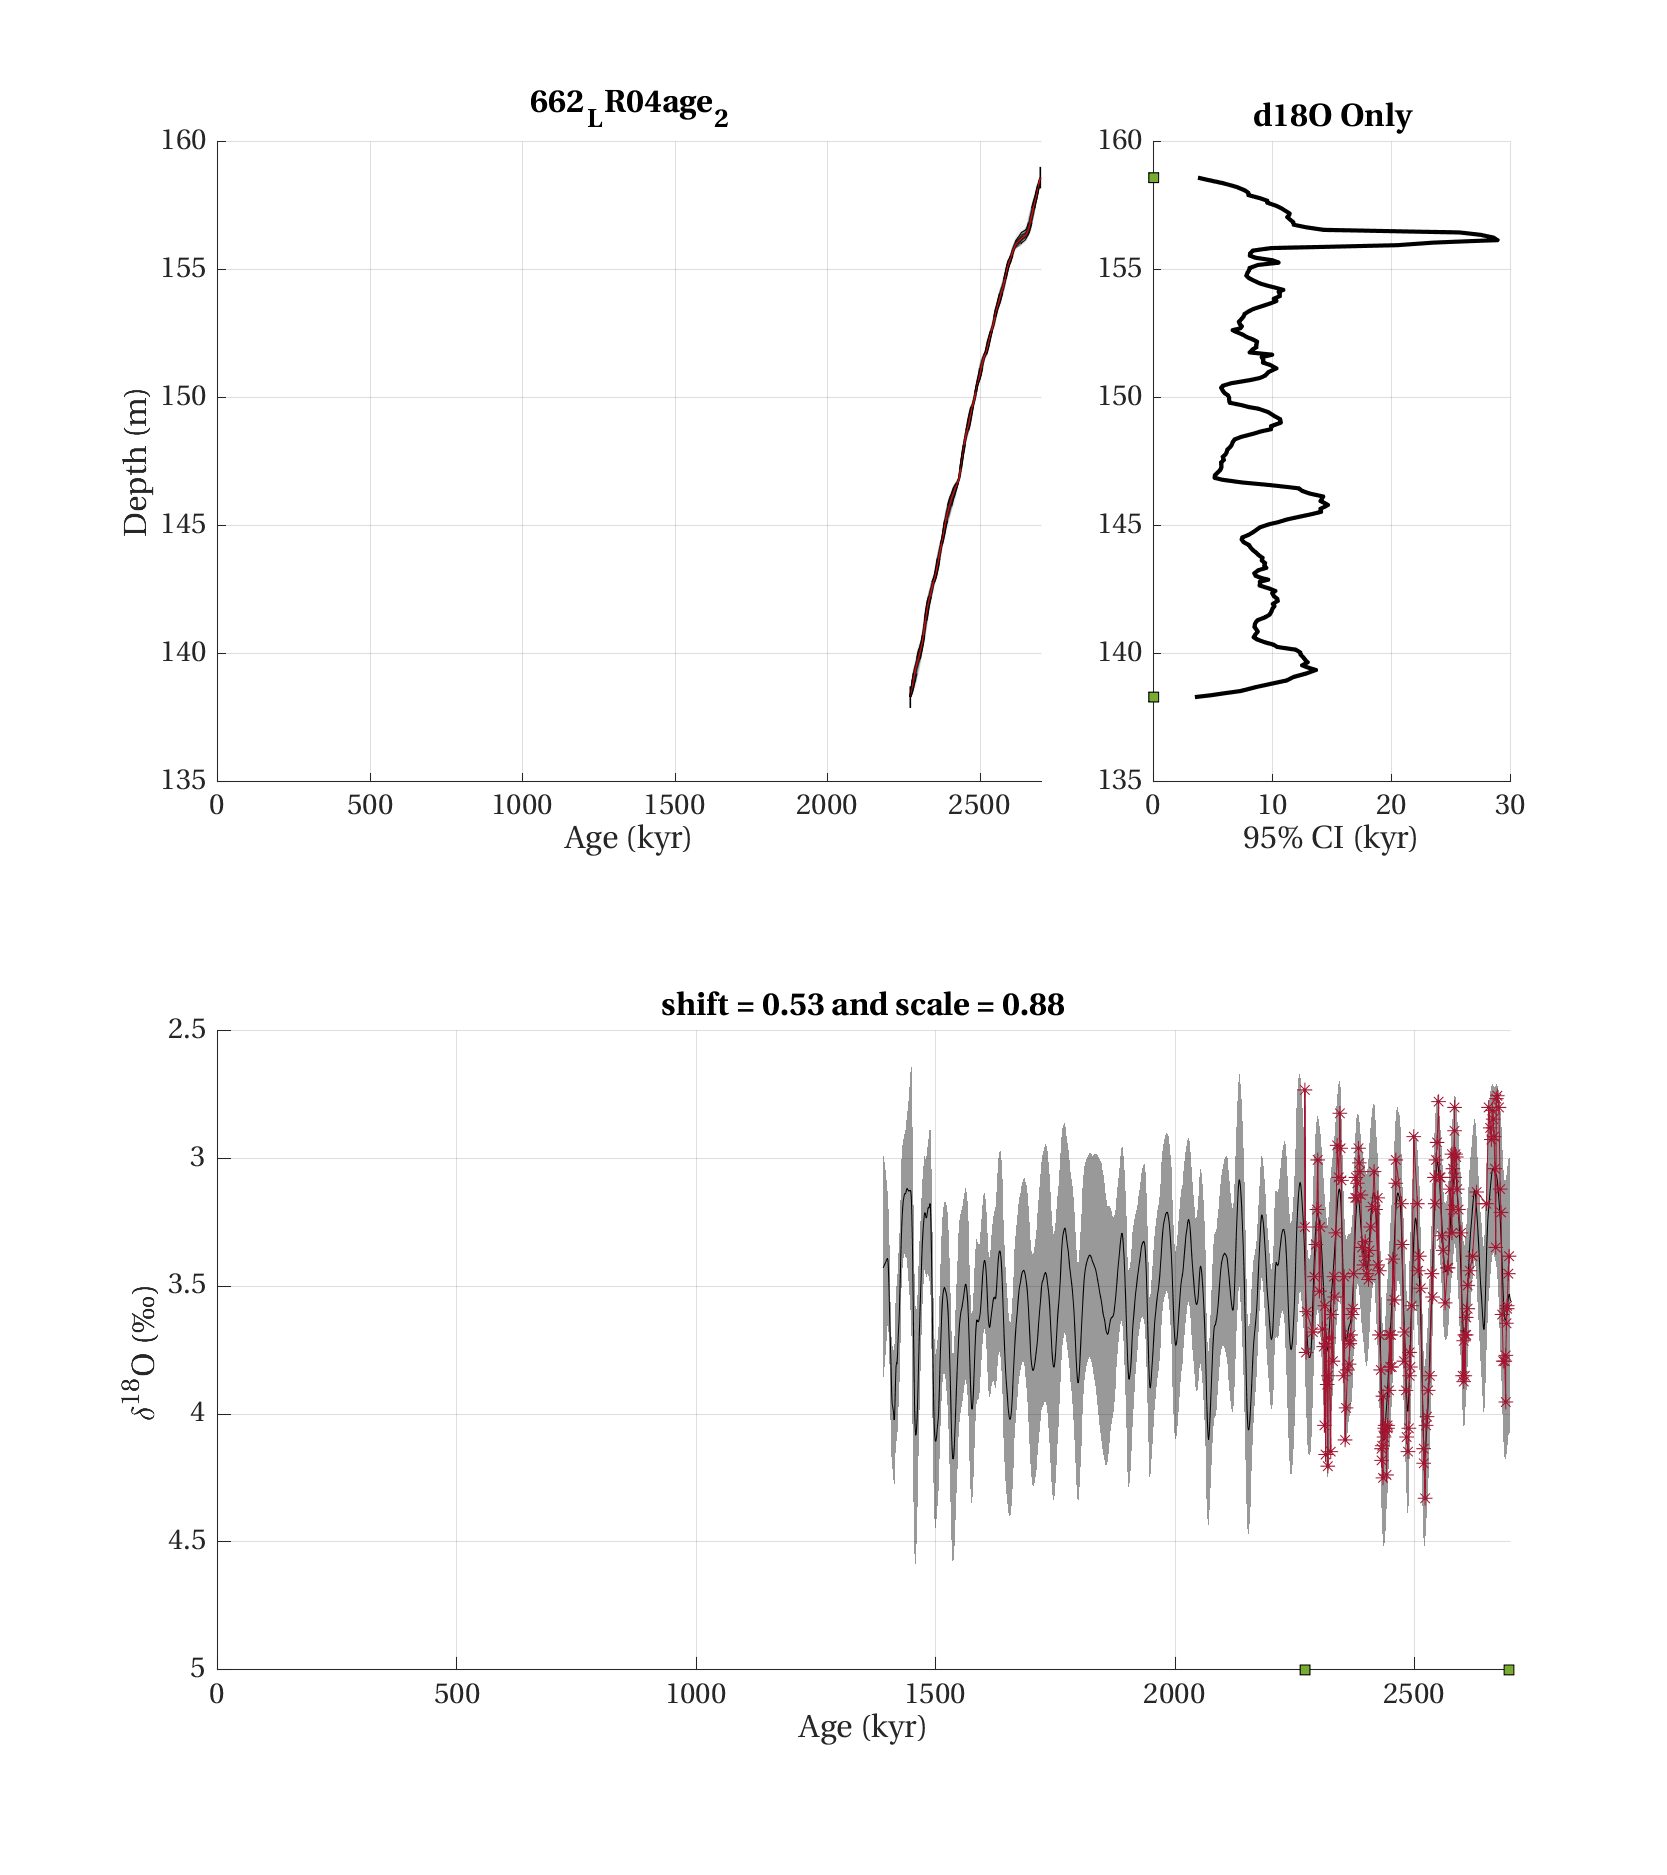 662LR04age2
160
155
150
145
140
135
Depth (m)
0 500 1000 1500 2000 2500
Age (kyr)
d18O Only
160
155
150
145
140
135
0 10 20 30
95% CI (kyr)
shift = 0.53 and scale = 0.88
2.5
3
3.5
4
4.5
5
δ18O (‰)
0 500 1000 1500 2000 2500
Age (kyr)